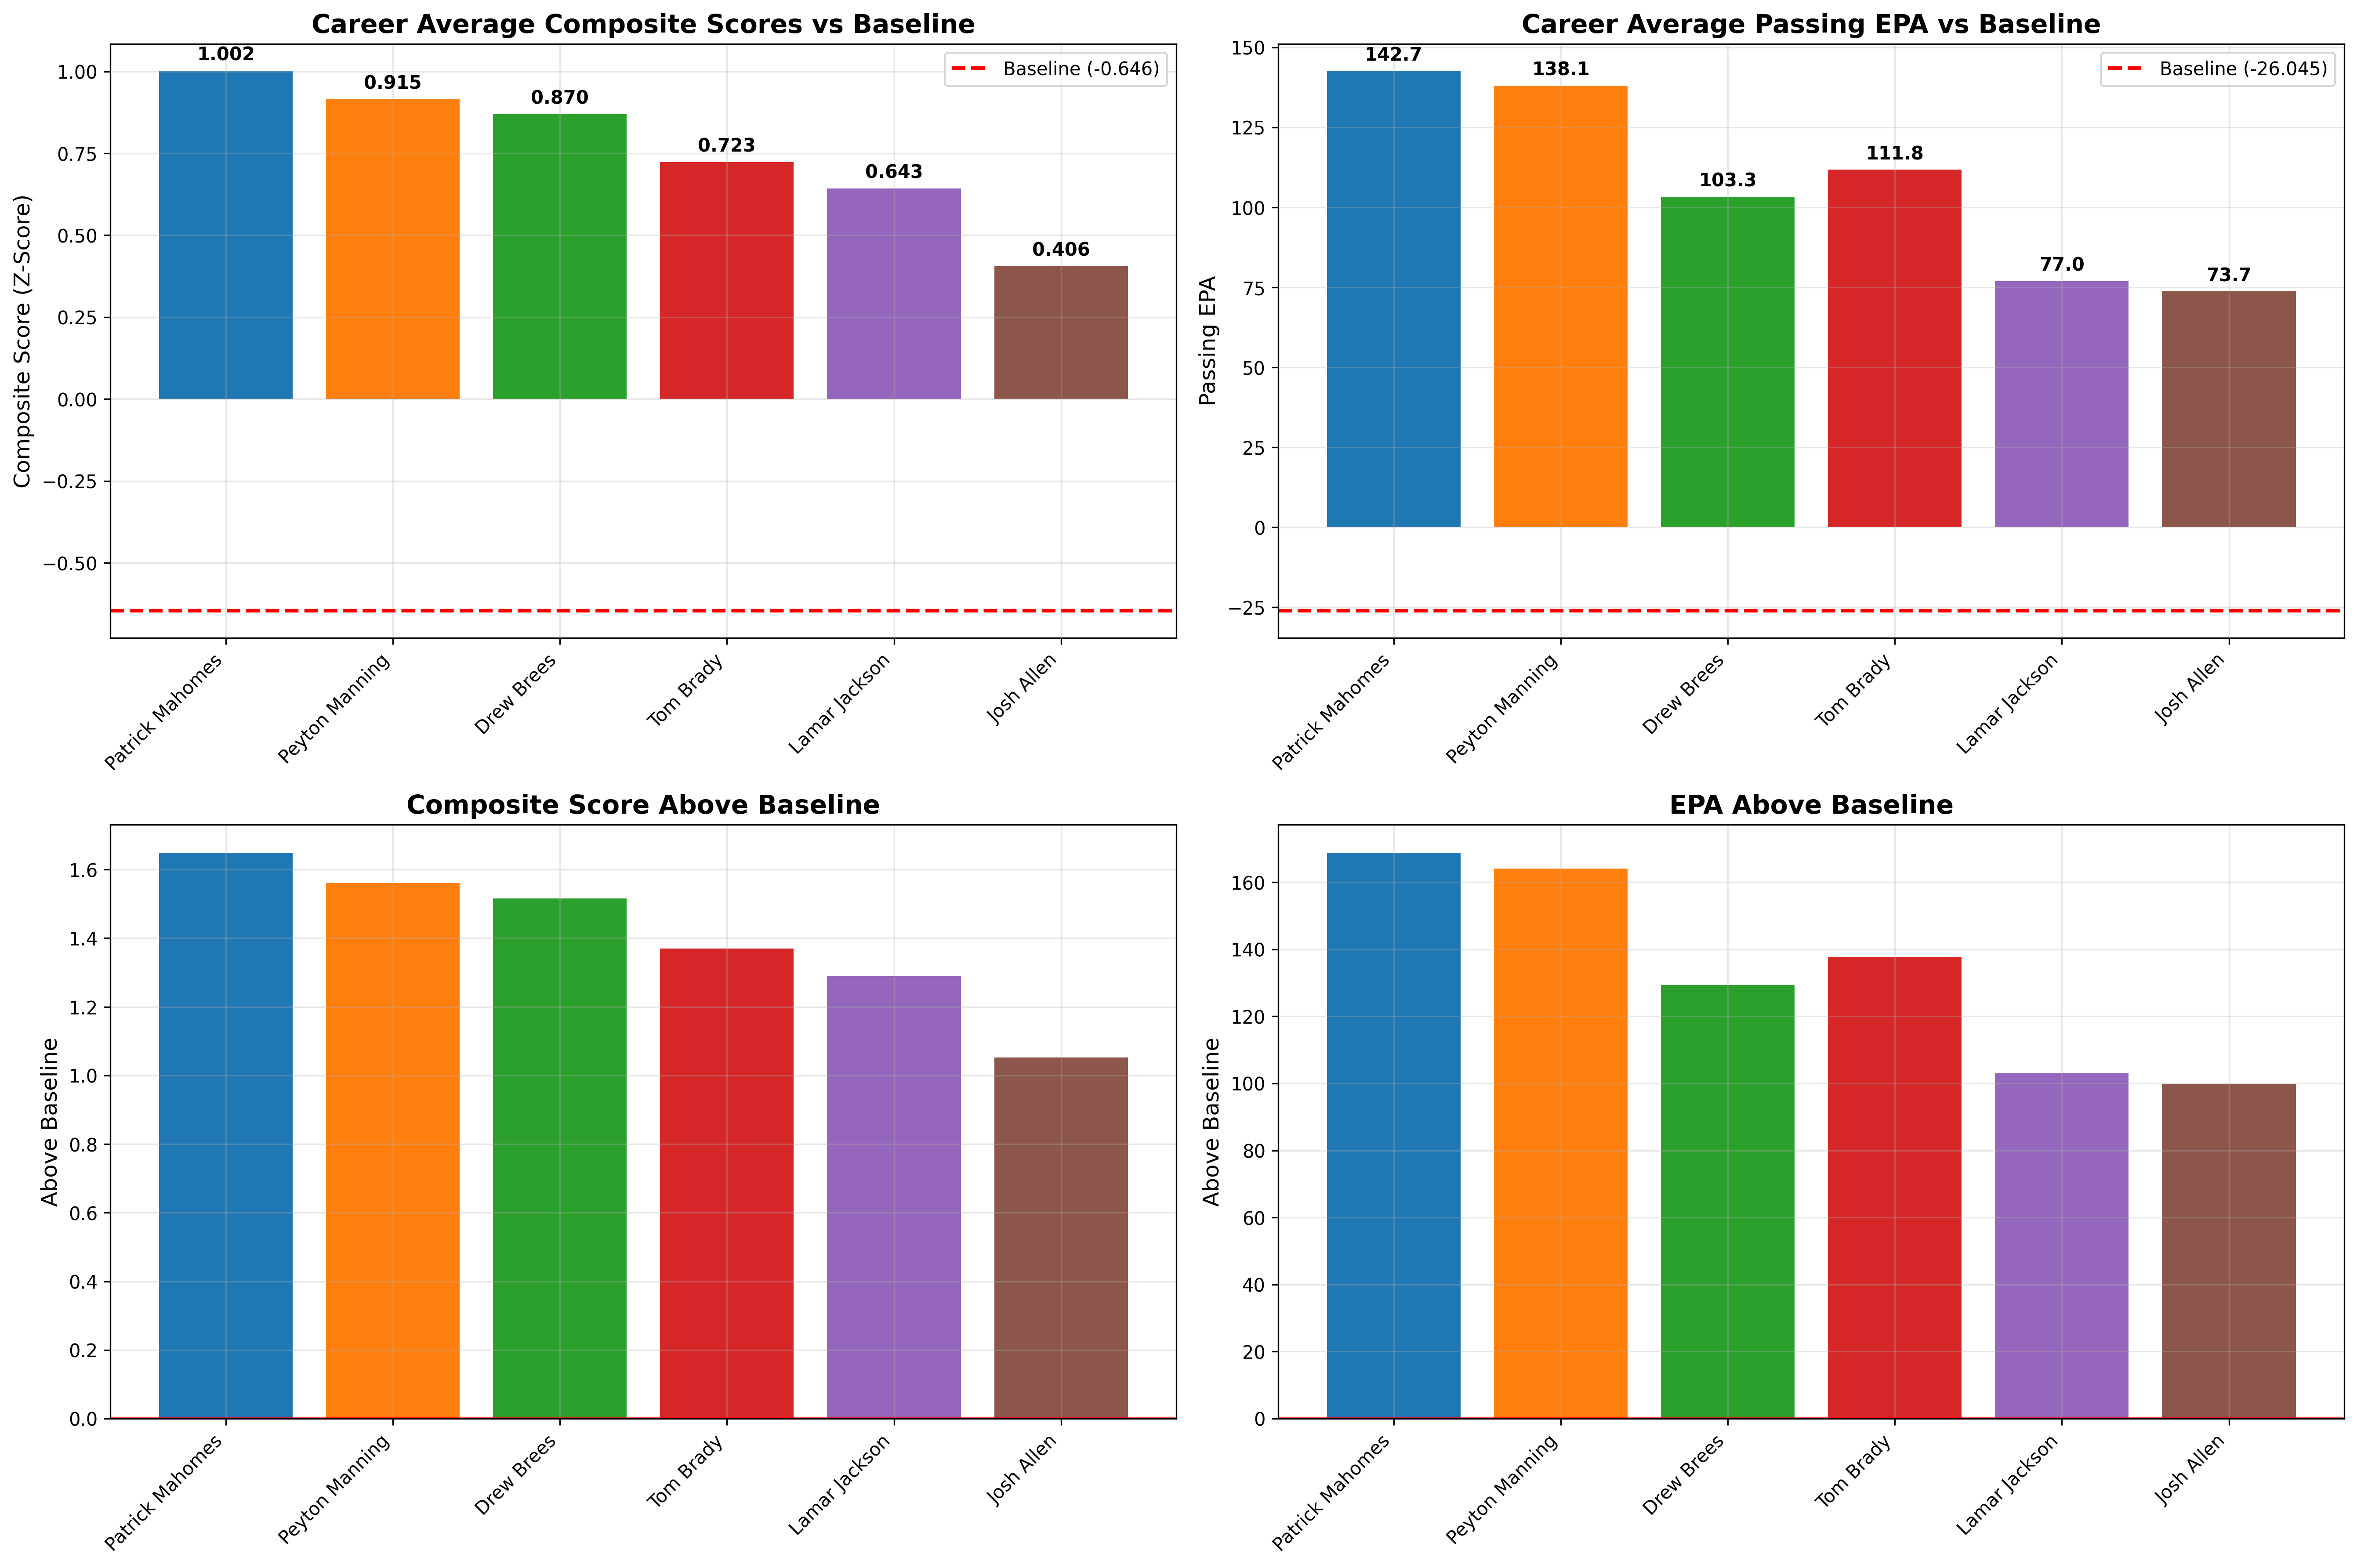 Career Average Composite Scores vs Baseline
Composite Score (Z-Score)
1.00
0.75
0.50
0.25
0.00
−0.25
−0.50
1.002
0.915
0.870
0.723
0.643
0.406
Baseline (-0.646)
Patrick Mahomes
Peyton Manning
Drew Brees
Tom Brady
Lamar Jackson
Josh Allen
Career Average Passing EPA vs Baseline
Passing EPA
150
125
100
75
50
25
0
−25
142.7
138.1
103.3
111.8
77.0
73.7
Baseline (-26.045)
Patrick Mahomes
Peyton Manning
Drew Brees
Tom Brady
Lamar Jackson
Josh Allen
Composite Score Above Baseline
Above Baseline
1.6
1.4
1.2
1.0
0.8
0.6
0.4
0.2
0.0
Patrick Mahomes
Peyton Manning
Drew Brees
Tom Brady
Lamar Jackson
Josh Allen
EPA Above Baseline
Above Baseline
160
140
120
100
80
60
40
20
0
Patrick Mahomes
Peyton Manning
Drew Brees
Tom Brady
Lamar Jackson
Josh Allen